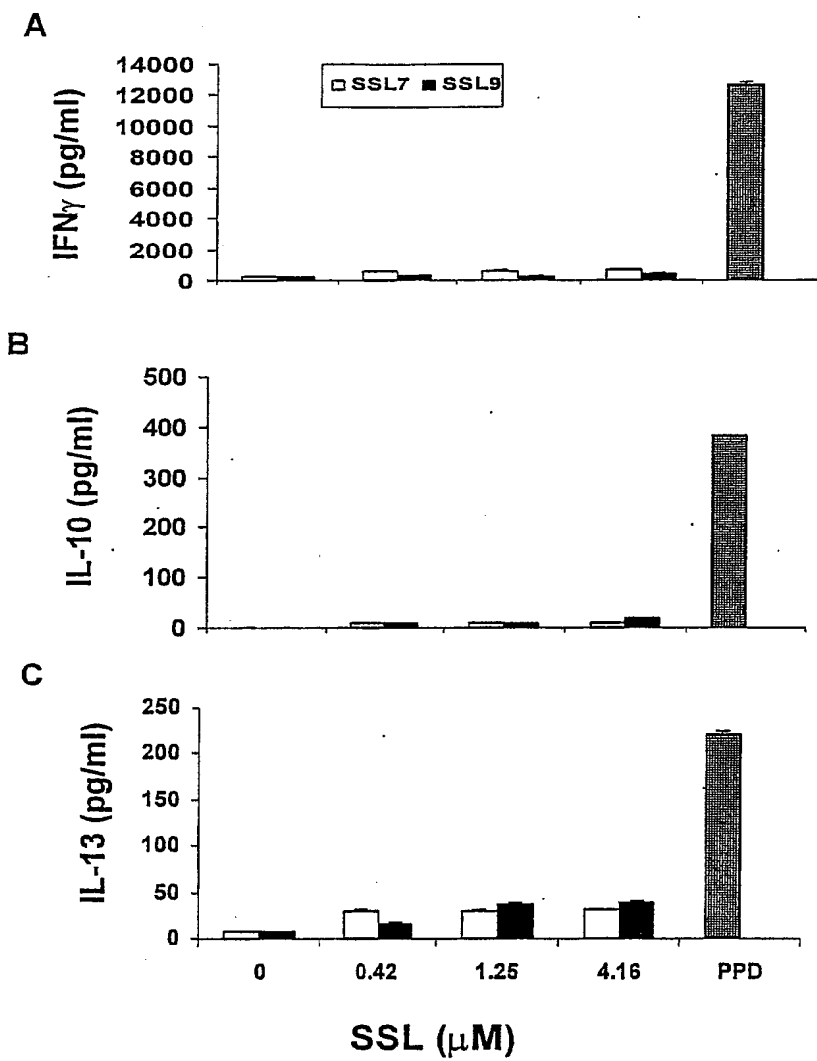 A
□ SSL7 ■ SSL9
IFNγ (pg/ml)
14000
12000
10000
8000
6000
4000
2000
0
B
IL-10 (pg/ml)
500
400
300
200
100
0
C
IL-13 (pg/ml)
250
200
150
100
50
0
0 0.42 1.25 4.16 PPD
SSL (μM)